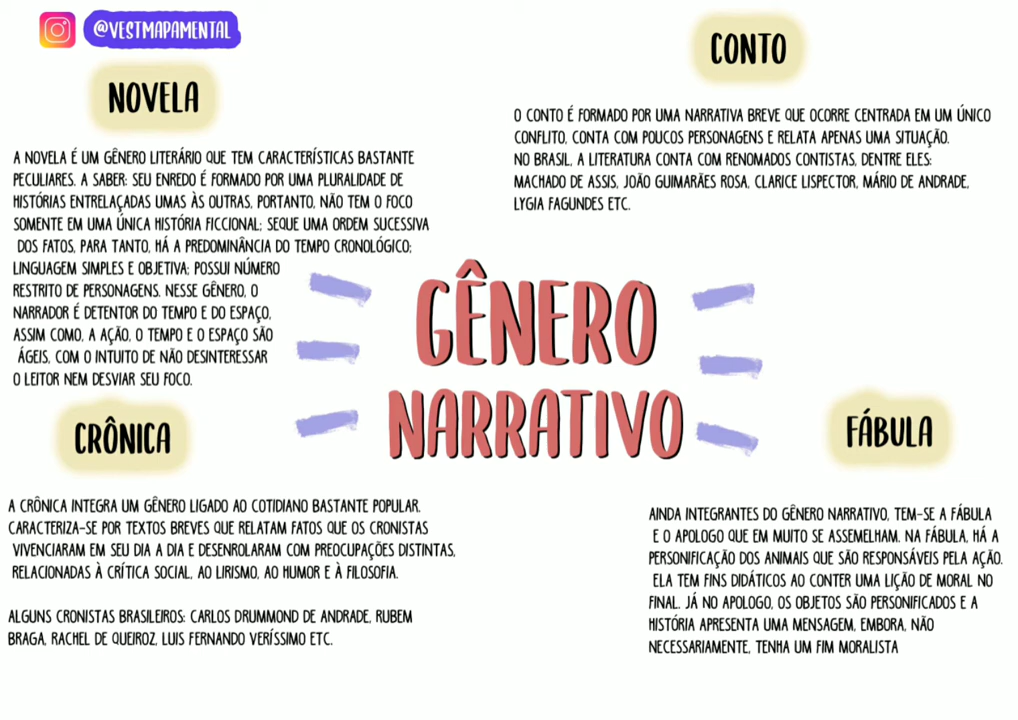 @VESTMAPAMENTAL
NOVELA
A NOVELA É UM GÊNERO LITERÁRIO QUE TEM CARACTERÍSTICAS BASTANTE
PECULIARES. A SABER: SEU ENREDO É FORMADO POR UMA PLURALIDADE DE
HISTÓRIAS ENTRELAÇADAS UMAS ÀS OUTRAS, PORTANTO, NÃO TEM O FOCO
SOMENTE EM UMA ÚNICA HISTÓRIA FICCIONAL; SEQUE UMA ORDEM SUCESSIVA
DOS FATOS, PARA TANTO, HÁ A PREDOMINÂNCIA DO TEMPO CRONOLÓGICO;
LINGUAGEM SIMPLES E OBJETIVA; POSSUI NÚMERO
RESTRITO DE PERSONAGENS. NESSE GÊNERO, O
NARRADOR É DETENTOR DO TEMPO E DO ESPAÇO,
ASSIM COMO, A AÇÃO, O TEMPO E O ESPAÇO SÃO
ÁGEIS, COM O INTUITO DE NÃO DESINTERESSAR
O LEITOR NEM DESVIAR SEU FOCO.
CONTO
O CONTO É FORMADO POR UMA NARRATIVA BREVE QUE OCORRE CENTRADA EM UM ÚNICO
CONFLITO, CONTA COM POUCOS PERSONAGENS E RELATA APENAS UMA SITUAÇÃO.
NO BRASIL, A LITERATURA CONTA COM RENOMADOS CONTISTAS, DENTRE ELES:
MACHADO DE ASSIS, JOÃO GUIMARÃES ROSA, CLARICE LISPECTOR, MÁRIO DE ANDRADE,
LYGIA FAGUNDES ETC.
GÊNERO
NARRATIVO
CRÔNICA
A CRÔNICA INTEGRA UM GÊNERO LIGADO AO COTIDIANO BASTANTE POPULAR.
CARACTERIZA-SE POR TEXTOS BREVES QUE RELATAM FATOS QUE OS CRONISTAS
VIVENCIARAM EM SEU DIA A DIA E DESENROLARAM COM PREOCUPAÇÕES DISTINTAS,
RELACIONADAS À CRÍTICA SOCIAL, AO LIRISMO, AO HUMOR E À FILOSOFIA.
ALGUNS CRONISTAS BRASILEIROS: CARLOS DRUMMOND DE ANDRADE, RUBEM
BRAGA, RACHEL DE QUEIROZ, LUIS FERNANDO VERÍSSIMO ETC.
FÁBULA
AINDA INTEGRANTES DO GÊNERO NARRATIVO, TEM-SE A FÁBULA
E O APOLOGO QUE EM MUITO SE ASSEMELHAM. NA FÁBULA, HÁ A
PERSONIFICAÇÃO DOS ANIMAIS QUE SÃO RESPONSÁVEIS PELA AÇÃO.
ELA TEM FINS DIDÁTICOS AO CONTER UMA LIÇÃO DE MORAL NO
FINAL. JÁ NO APOLOGO, OS OBJETOS SÃO PERSONIFICADOS E A
HISTÓRIA APRESENTA UMA MENSAGEM, EMBORA, NÃO
NECESSARIAMENTE, TENHA UM FIM MORALISTA